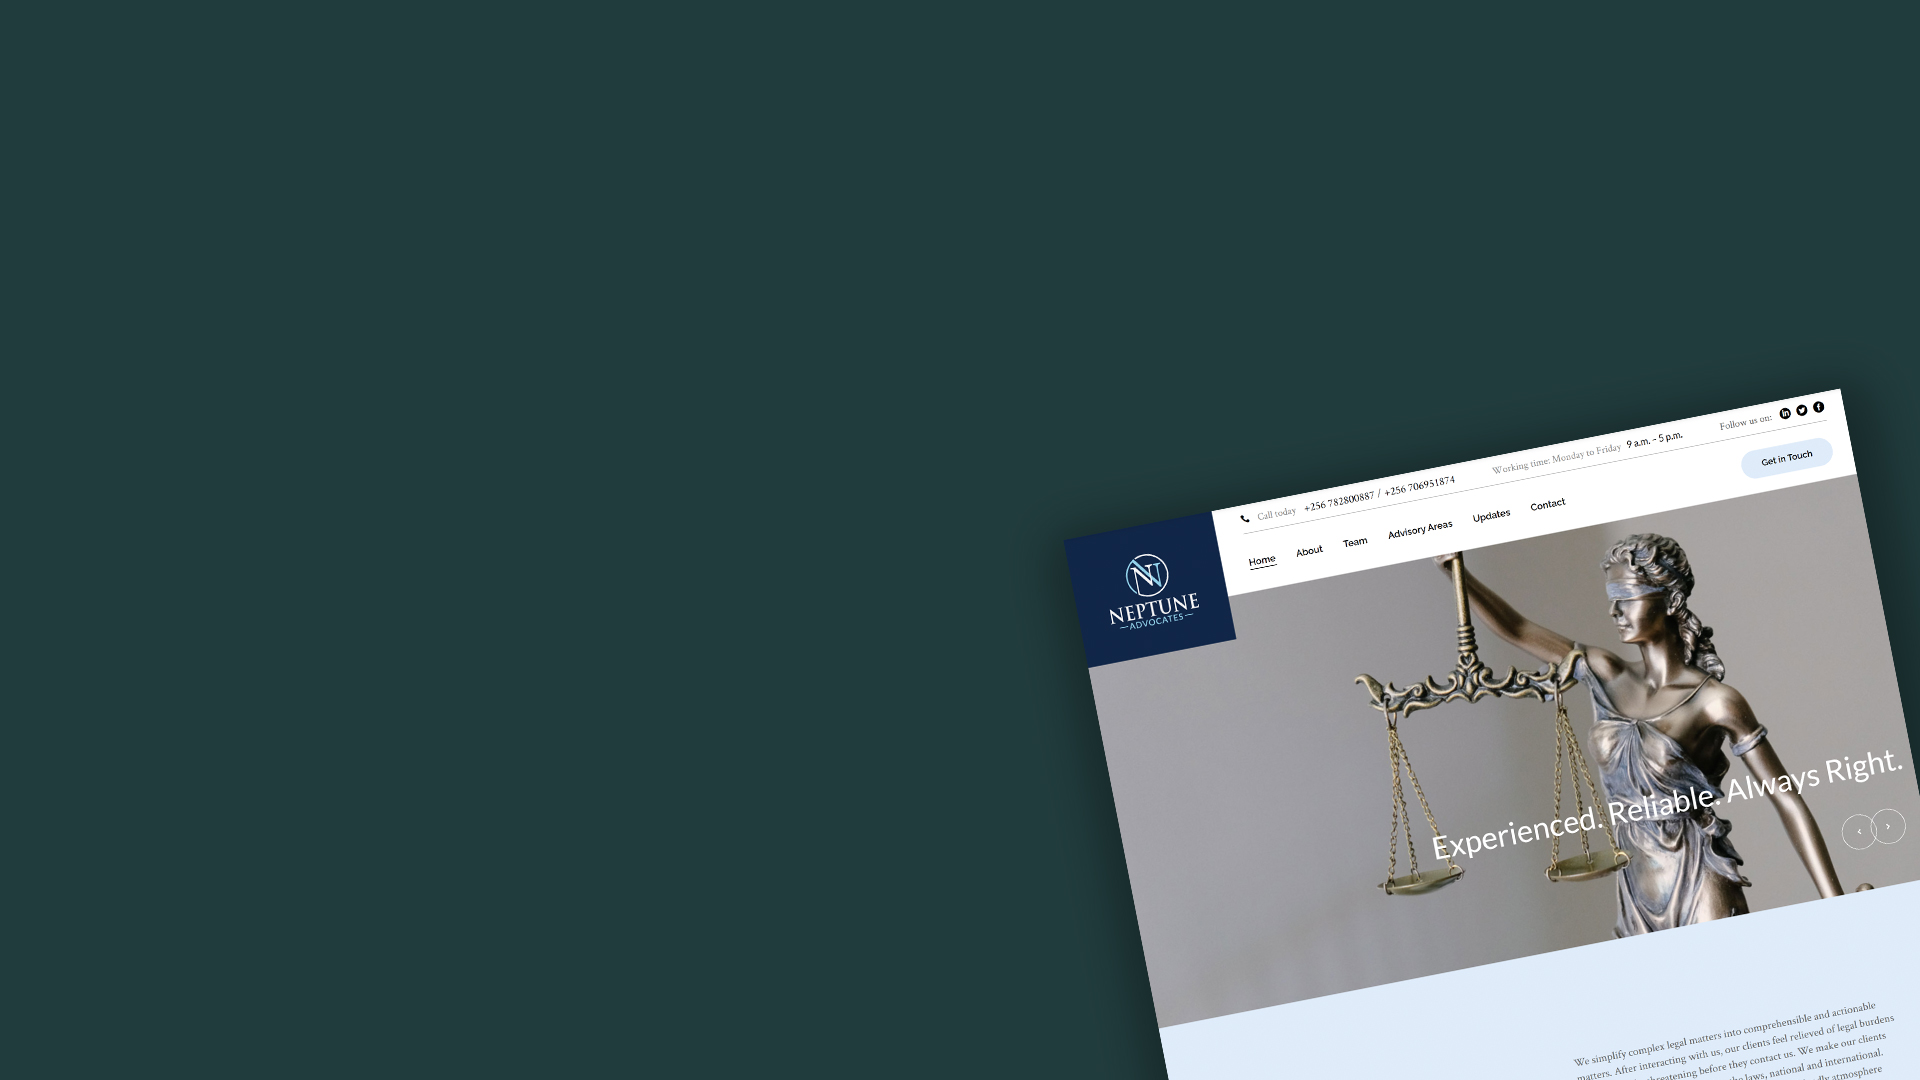 Call today +256 782800887 / +256 706951874
Working time: Monday to Friday 9 a.m. - 5 p.m.
Follow us on:
Home About Team Advisory Areas Updates Contact
Get in Touch
NEPTUNE
ADVOCATES
Experienced. Reliable. Always Right.
We simplify complex legal matters into comprehensible and actionable
matters. After interacting with us, our clients feel relieved of legal burdens
threatening before they contact us. We make our clients
laws, national and international.
atmosphere